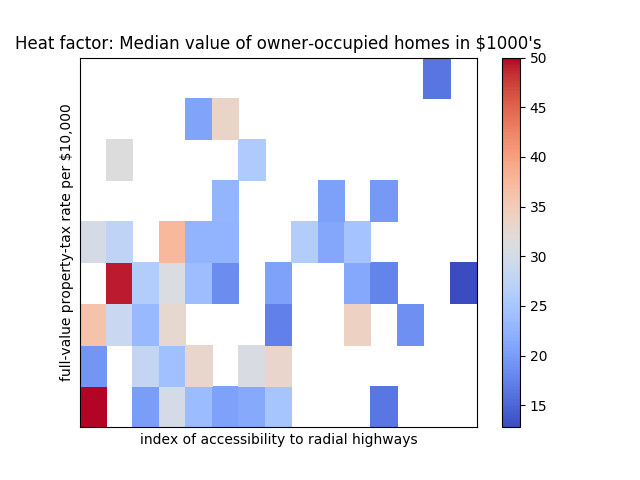 Heat factor: Median value of owner-occupied homes in $1000's
full-value property-tax rate per $10,000
index of accessibility to radial highways
50
45
40
35
30
25
20
15